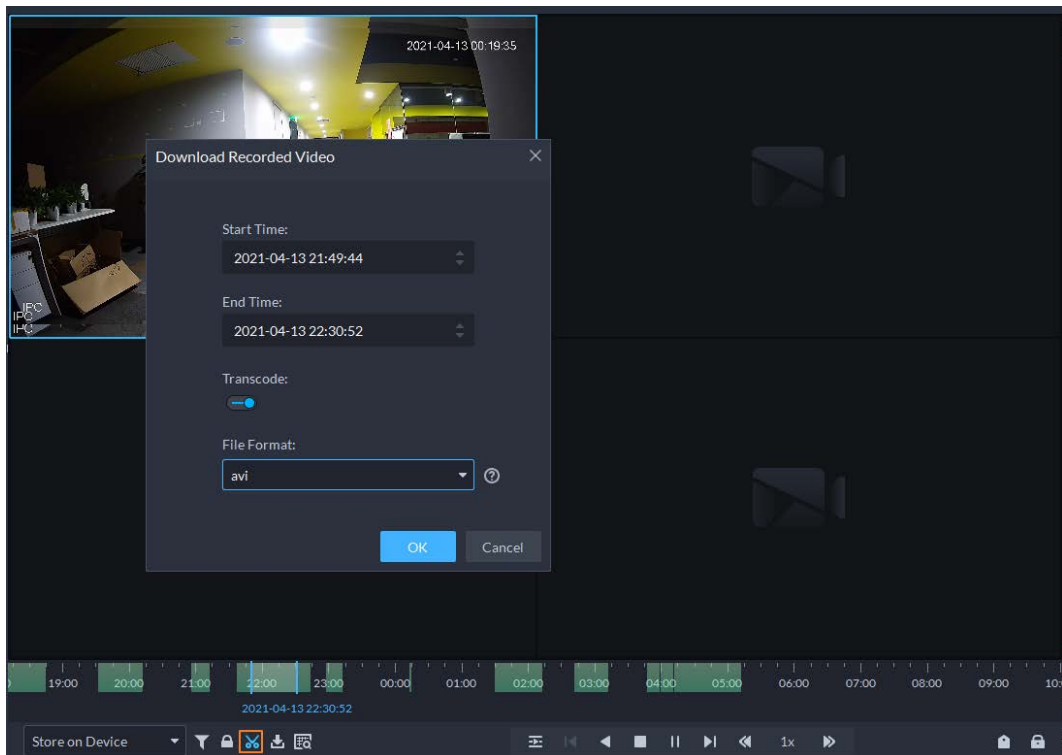 2021-04-13 00:19:35
Download Recorded Video
Start Time:
2021-04-13 21:49:44
End Time:
2021-04-13 22:30:52
Transcode:
File Format:
avi
OK
Cancel
IPC
IPC
IPC
19:00 20:00 21:00 22:00 23:00 00:00 01:00 02:00 03:00 04:00 05:00 06:00 07:00 08:00 09:00 10:
2021-04-13 22:30:52
Store on Device
1x